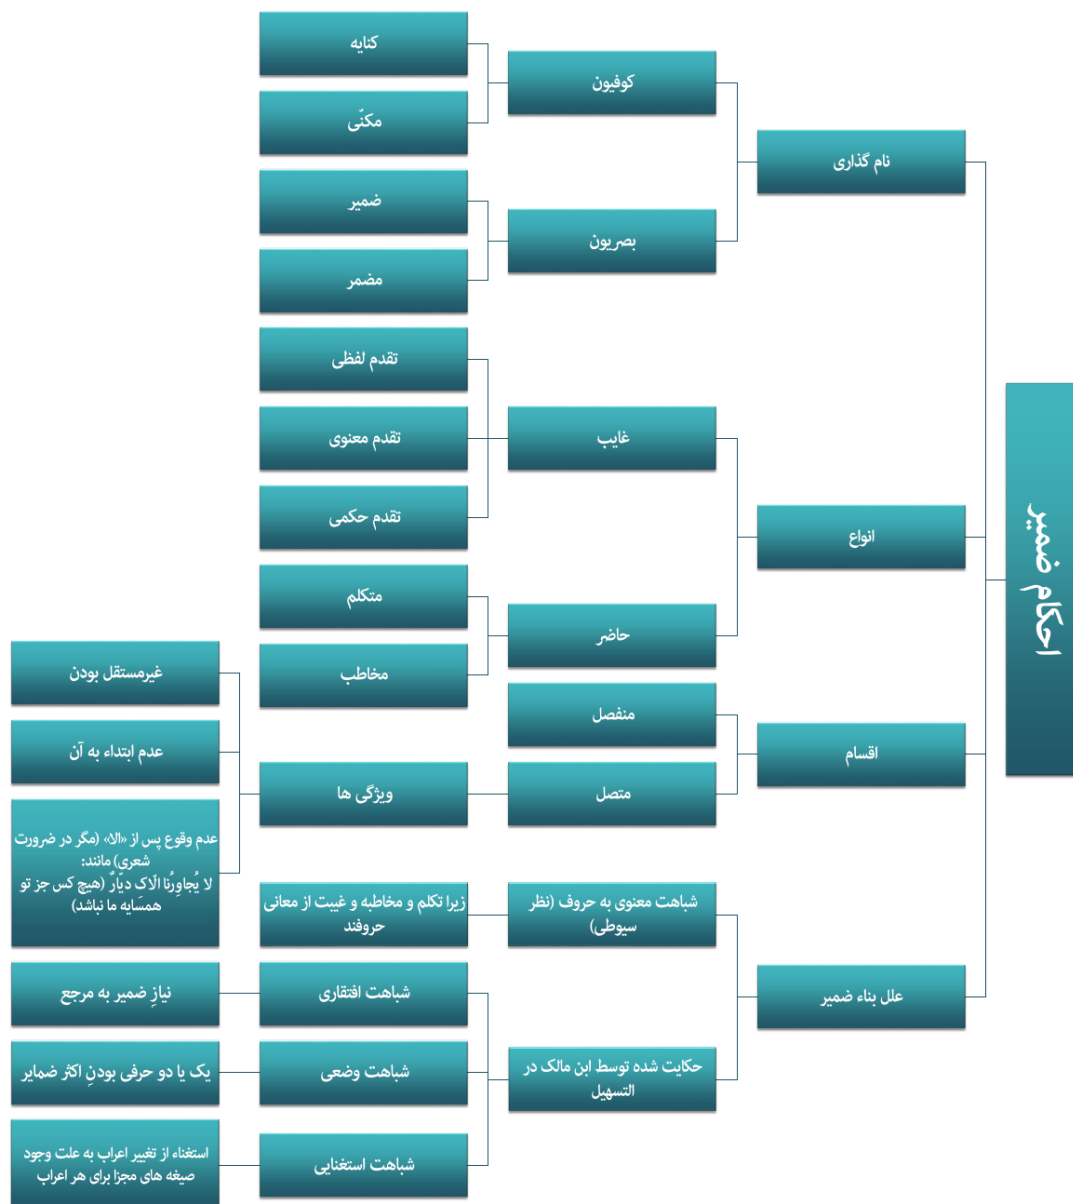 احکام ضمیر
نام گذاری
کوفیون
کنایه
مکنّی
بصریون
ضمیر
مضمر
انواع
غایب
تقدم لفظی
تقدم معنوی
تقدم حکمی
حاضر
متکلم
مخاطب
اقسام
منفصل
متصل
ویژگی ها
غیرمستقل بودن
عدم ابتداء به آن
عدم وقوع پس از «الا» (مگر در ضرورت
شعری) مانند:
لا یُجاوِرُنا الّاکِ دیّارٌ (هیچ کس جز تو
همسایه ما نباشد)
علل بناء ضمیر
شباهت معنوی به حروف (نظر
سیوطی)
زیرا تکلم و مخاطبه و غیبت از معانی
حروفند
حکایت شده توسط ابن مالک در
التسهیل
شباهت افتقاری
نیازِ ضمیر به مرجع
شباهت وضعی
یک یا دو حرفی بودنِ اکثر ضمایر
شباهت استغنایی
استغناء از تغییر اعراب به علت وجود
صیغه های مجزا برای هر اعراب